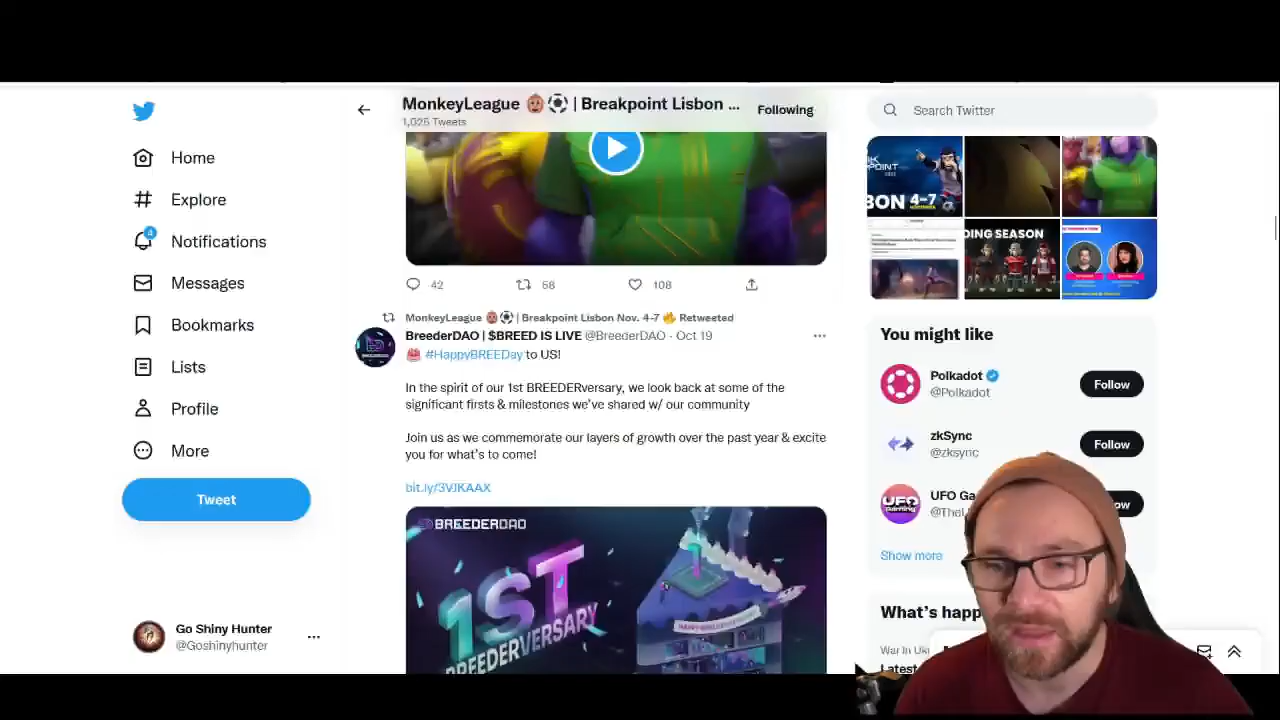 Home
Explore
4
Notifications
Messages
Bookmarks
Lists
Profile
More
Tweet
Go Shiny Hunter
@Goshinyhunter
MonkeyLeague 🐵⚽ | Breakpoint Lisbon ...
1,025 Tweets
Following
42
58
108
MonkeyLeague 🐵⚽ | Breakpoint Lisbon Nov. 4-7 🔥 Retweeted
BreederDAO | $BREED IS LIVE @BreederDAO · Oct 19
🎂 #HappyBREEDay to US!
In the spirit of our 1st BREEDERversary, we look back at some of the
significant firsts & milestones we've shared w/ our community
Join us as we commemorate our layers of growth over the past year & excite
you for what's to come!
bit.ly/3VJKAAX
BREEDERDAO
1ST
BREEDERVERSARY
Search Twitter
BON 4-7
DING SEASON
You might like
Polkadot
@Polkadot
Follow
zkSync
@zksync
Follow
UFO Ga
Show more
What's happ
Latest